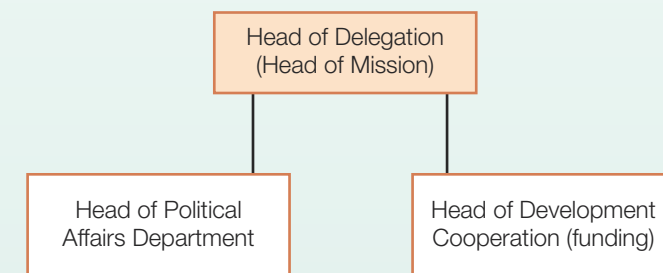 Head of Delegation
(Head of Mission)
Head of Political
Affairs Department
Head of Development
Cooperation (funding)